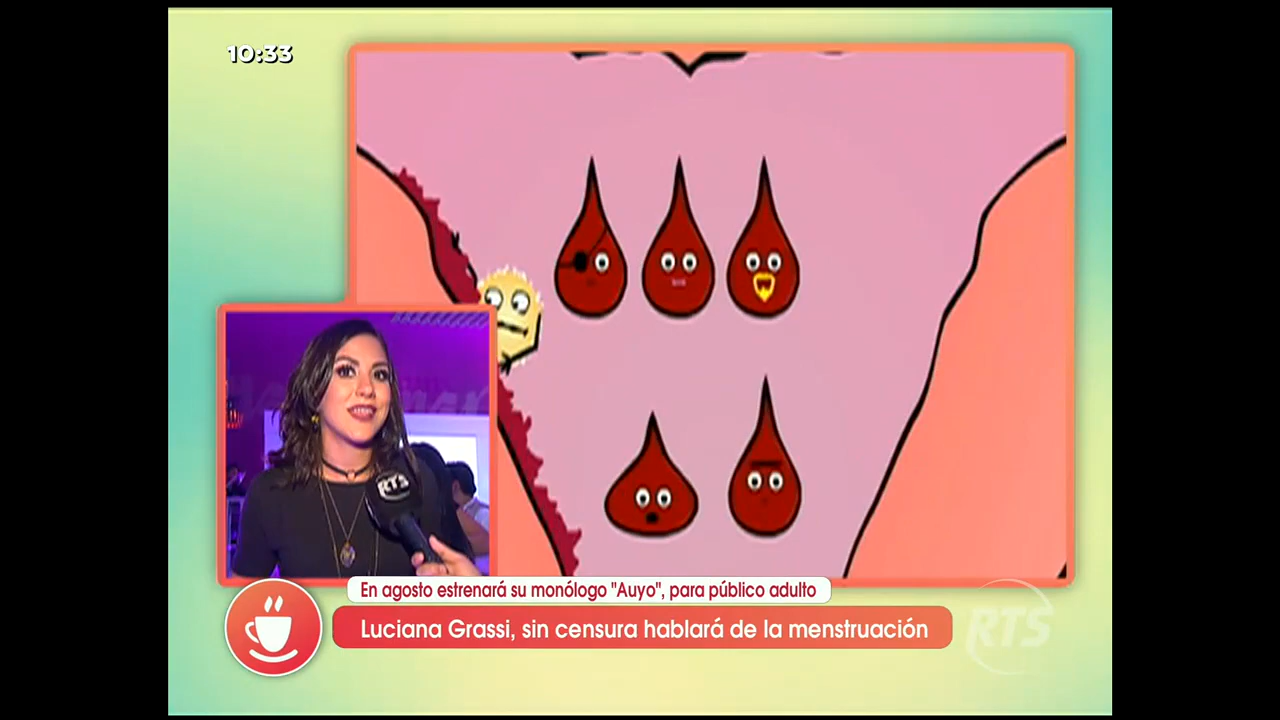 10:33
RTS
En agosto estrenará su monólogo "Auyo", para público adulto
Luciana Grassi, sin censura hablará de la menstruación
RTS